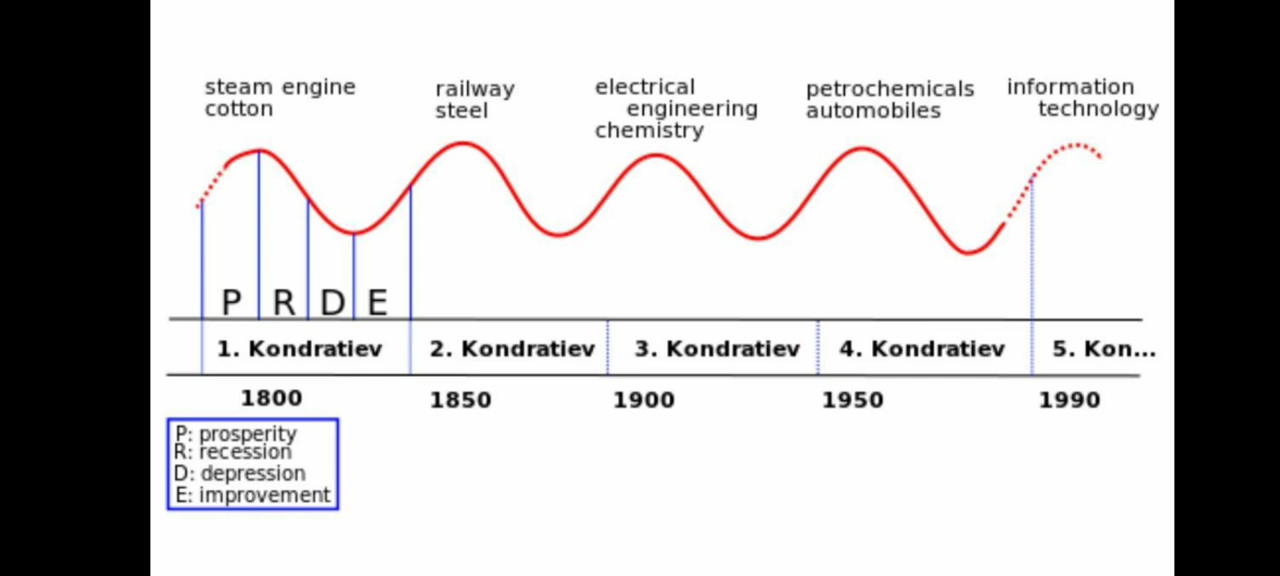 steam engine
cotton
railway
steel
electrical
engineering
chemistry
petrochemicals
automobiles
information
technology
P R D E
1. Kondratiev 2. Kondratiev 3. Kondratiev 4. Kondratiev 5. Kon...
1800 1850 1900 1950 1990
P: prosperity
R: recession
D: depression
E: improvement